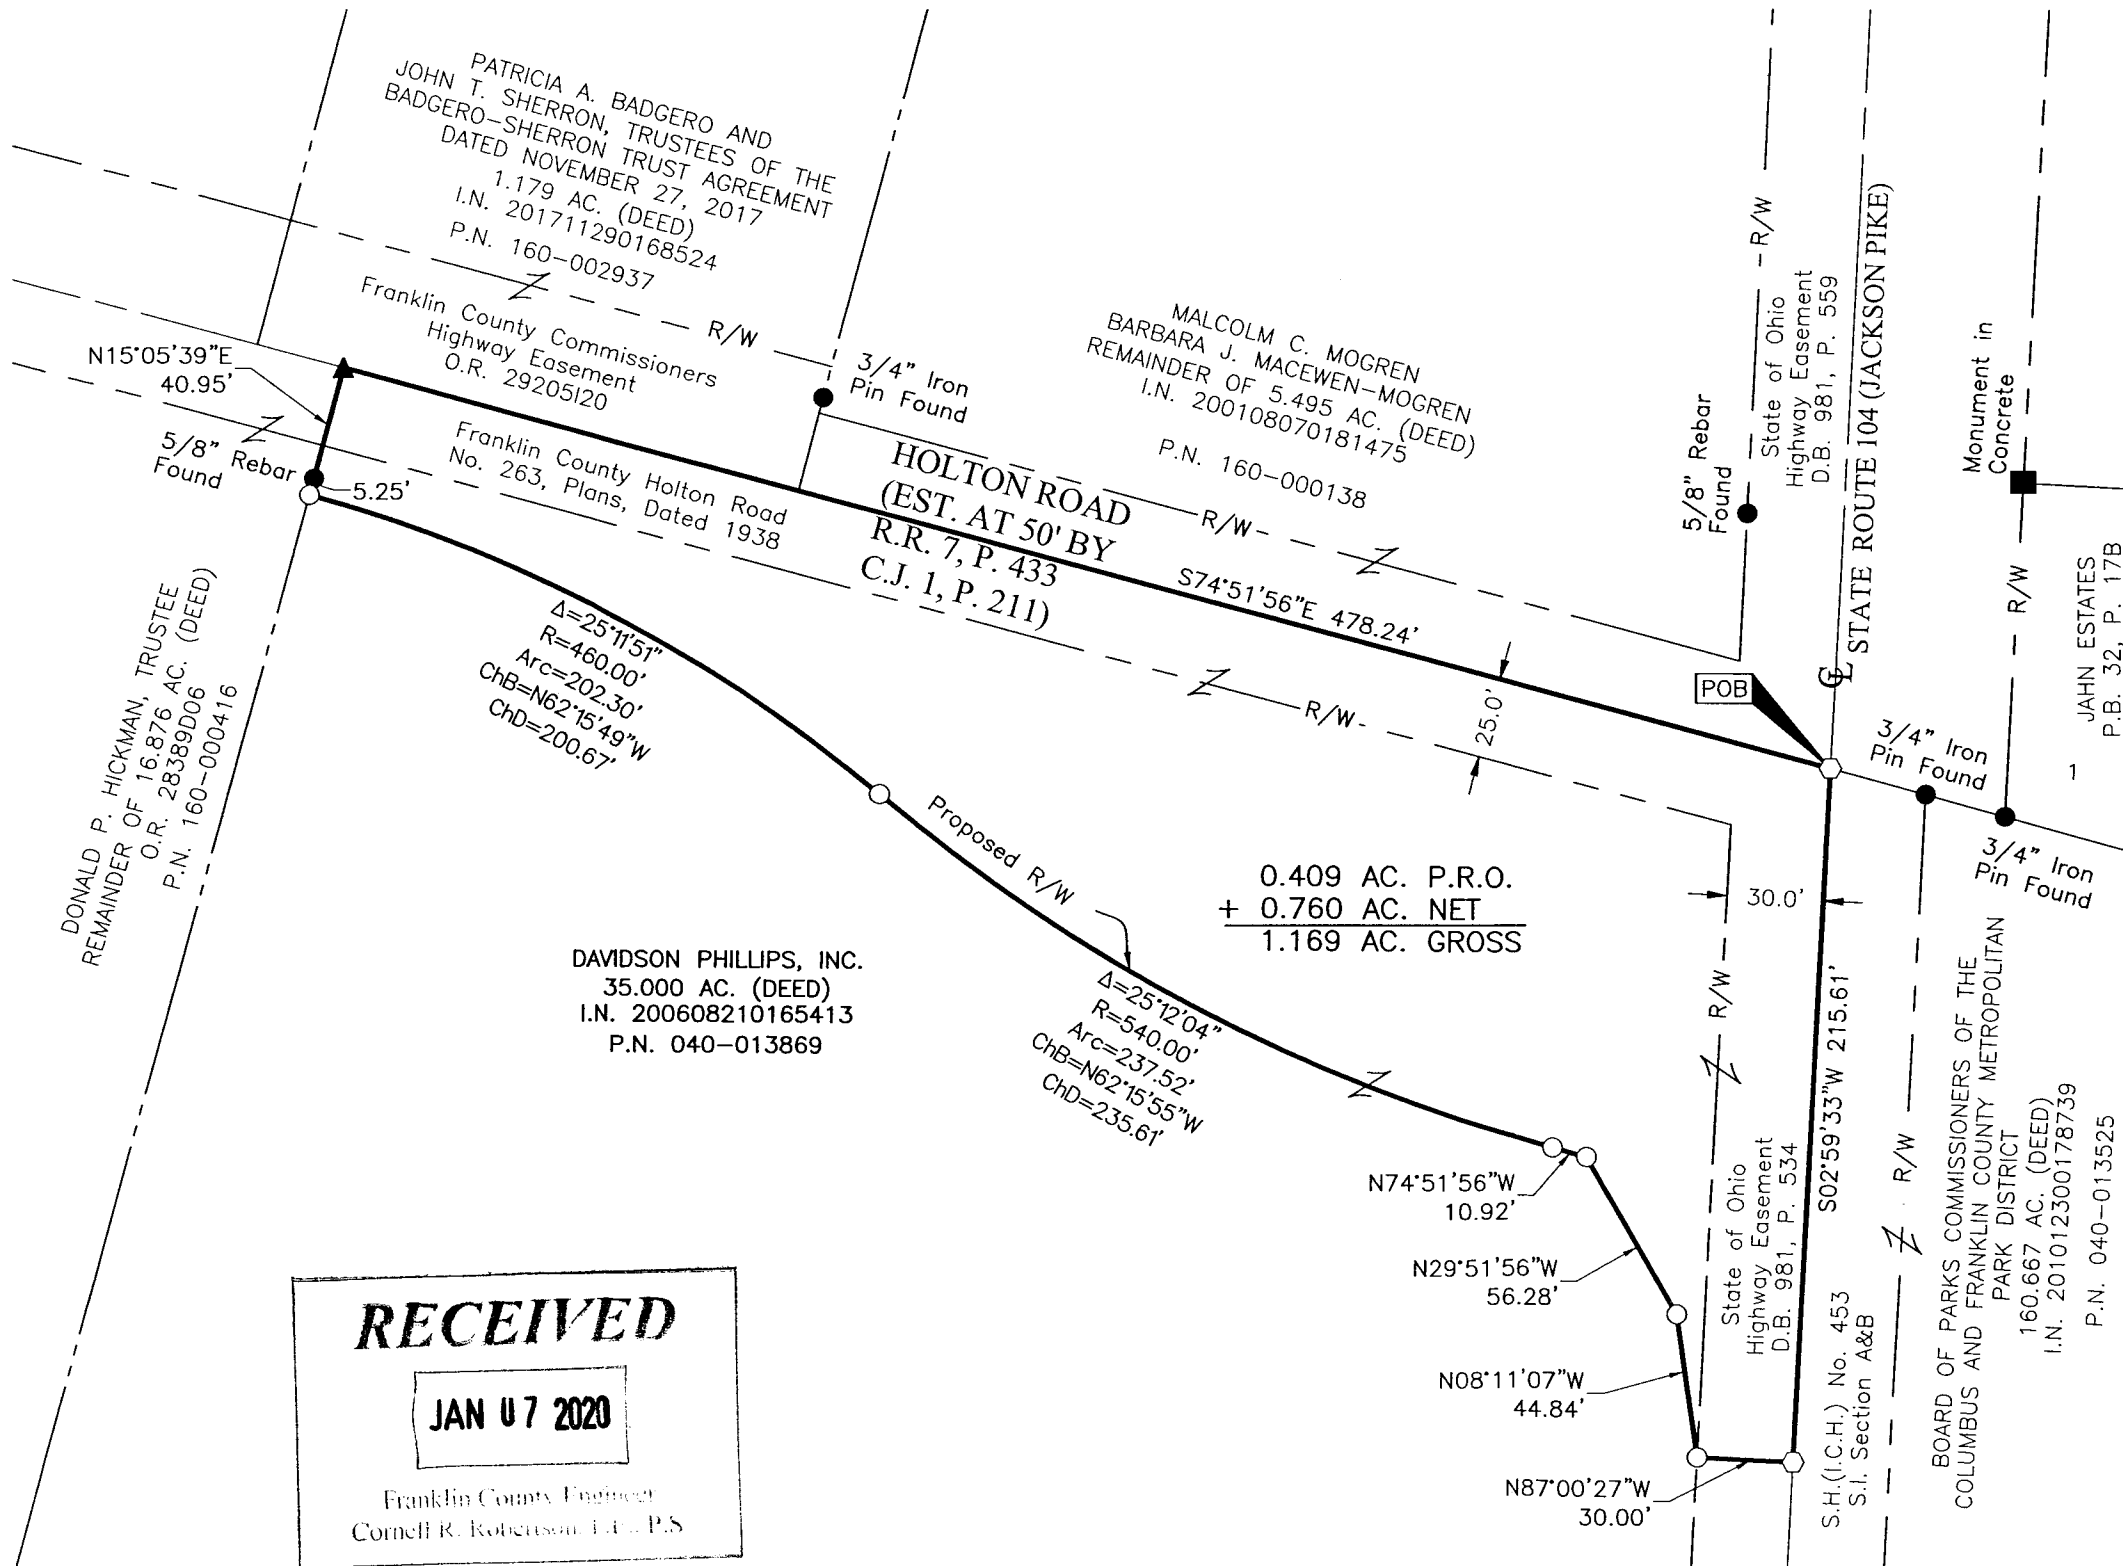 PATRICIA A. BADGERO AND
JOHN T. SHERRON, TRUSTEES OF THE
BADGERO-SHERRON TRUST AGREEMENT
DATED NOVEMBER 27, 2017
1.179 AC. (DEED)
I.N. 201711290168524
P.N. 160-002937
R/W
Franklin County Commissioners
Highway Easement
O.R. 29205I20
N15°05'39"E
40.95'
5/8" Rebar
Found
5.25'
Franklin County Holton Road
No. 263, Plans, Dated 1938
3/4" Iron
Pin Found
MALCOLM C. MOGREN
BARBARA J. MACEWEN-MOGREN
REMAINDER OF 5.495 AC. (DEED)
I.N. 200108070181475
P.N. 160-000138
HOLTON ROAD
(EST. AT 50' BY
R.R. 7, P. 433
C.J. 1, P. 211)
R/W
S74°51'56"E 478.24'
25.0'
R/W
5/8" Rebar
Found
R/W
State of Ohio
Highway Easement
D.B. 981, P. 559
CL STATE ROUTE 104 (JACKSON PIKE)
Monument in
Concrete
R/W
JAHN ESTATES
P.B. 32, P. 17B
1
POB
3/4" Iron
Pin Found
3/4" Iron
Pin Found
DONALD P. HICKMAN, TRUSTEE
REMAINDER OF 16.876 AC. (DEED)
O.R. 28389D06
P.N. 160-000416
Δ=25°11'51"
R=460.00'
Arc=202.30'
ChB=N62°15'49"W
ChD=200.67'
Proposed R/W
0.409 AC. P.R.O.
+ 0.760 AC. NET
1.169 AC. GROSS
30.0'
DAVIDSON PHILLIPS, INC.
35.000 AC. (DEED)
I.N. 200608210165413
P.N. 040-013869
Δ=25°12'04"
R=540.00'
Arc=237.52'
ChB=N62°15'55"W
ChD=235.61'
R/W
S02°59'33"W 215.61'
R/W
N74°51'56"W
10.92'
N29°51'56"W
56.28'
N08°11'07"W
44.84'
N87°00'27"W
30.00'
State of Ohio
Highway Easement
D.B. 981, P. 534
S.H.(I.C.H.) No. 453
S.I. Section A&B
BOARD OF PARKS COMMISSIONERS OF THE
COLUMBUS AND FRANKLIN COUNTY METROPOLITAN
PARK DISTRICT
160.667 AC. (DEED)
I.N. 201012300178739
P.N. 040-013525
RECEIVED
JAN 07 2020
Franklin County Engineer
Cornell R. Robertson, P.E., P.S.